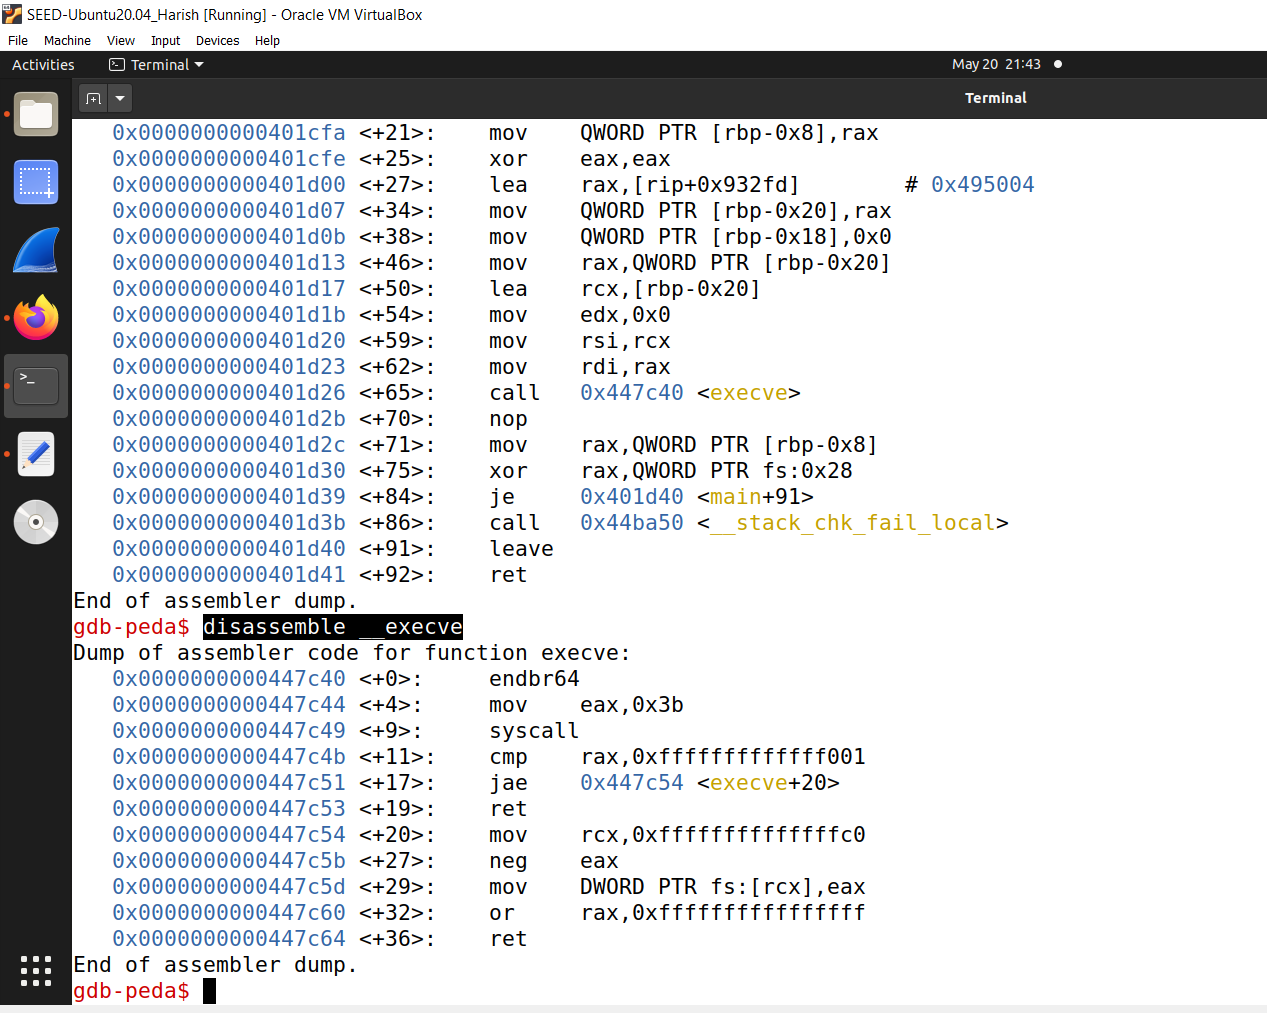 SEED-Ubuntu20.04_Harish [Running] - Oracle VM VirtualBox
File Machine View Input Devices Help
Activities Terminal May 20 21:43
Terminal
0x0000000000401cfa <+21>: mov QWORD PTR [rbp-0x8],rax
0x0000000000401cfe <+25>: xor eax,eax
0x0000000000401d00 <+27>: lea rax,[rip+0x932fd] # 0x495004
0x0000000000401d07 <+34>: mov QWORD PTR [rbp-0x20],rax
0x0000000000401d0b <+38>: mov QWORD PTR [rbp-0x18],0x0
0x0000000000401d13 <+46>: mov rax,QWORD PTR [rbp-0x20]
0x0000000000401d17 <+50>: lea rcx,[rbp-0x20]
0x0000000000401d1b <+54>: mov edx,0x0
0x0000000000401d20 <+59>: mov rsi,rcx
0x0000000000401d23 <+62>: mov rdi,rax
0x0000000000401d26 <+65>: call 0x447c40 <execve>
0x0000000000401d2b <+70>: nop
0x0000000000401d2c <+71>: mov rax,QWORD PTR [rbp-0x8]
0x0000000000401d30 <+75>: xor rax,QWORD PTR fs:0x28
0x0000000000401d39 <+84>: je 0x401d40 <main+91>
0x0000000000401d3b <+86>: call 0x44ba50 <__stack_chk_fail_local>
0x0000000000401d40 <+91>: leave
0x0000000000401d41 <+92>: ret
End of assembler dump.
gdb-peda$ disassemble __execve
Dump of assembler code for function execve:
0x0000000000447c40 <+0>: endbr64
0x0000000000447c44 <+4>: mov eax,0x3b
0x0000000000447c49 <+9>: syscall
0x0000000000447c4b <+11>: cmp rax,0xfffffffffffff001
0x0000000000447c51 <+17>: jae 0x447c54 <execve+20>
0x0000000000447c53 <+19>: ret
0x0000000000447c54 <+20>: mov rcx,0xffffffffffffffc0
0x0000000000447c5b <+27>: neg eax
0x0000000000447c5d <+29>: mov DWORD PTR fs:[rcx],eax
0x0000000000447c60 <+32>: or rax,0xffffffffffffffff
0x0000000000447c64 <+36>: ret
End of assembler dump.
gdb-peda$